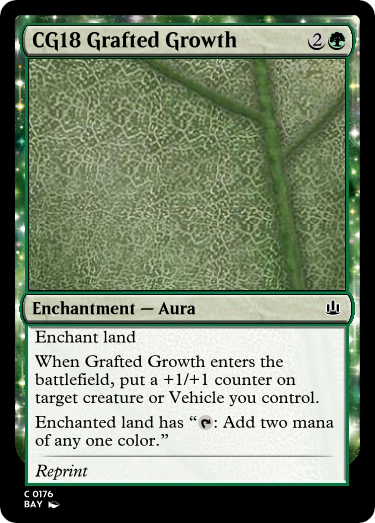 CG18 Grafted Growth 2
Enchantment — Aura
Enchant land
When Grafted Growth enters the
battlefield, put a +1/+1 counter on
target creature or Vehicle you control.
Enchanted land has “: Add two mana
of any one color.”
Reprint
C 0176
BAY